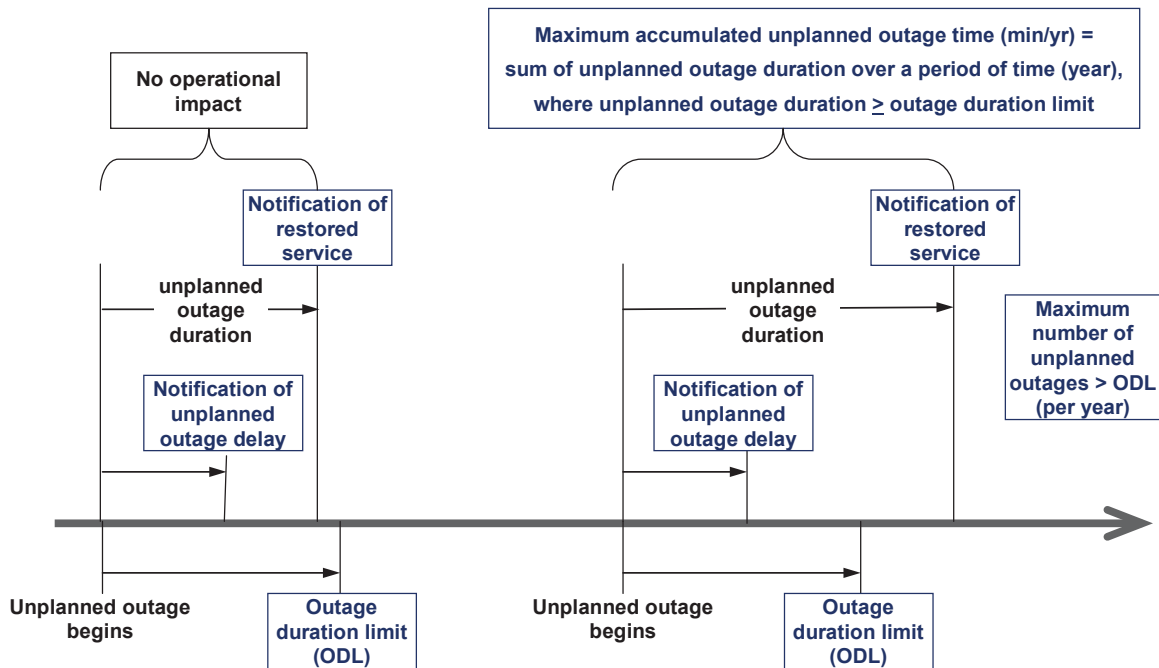 No operational
impact
Maximum accumulated unplanned outage time (min/yr) =
sum of unplanned outage duration over a period of time (year),
where unplanned outage duration ≥ outage duration limit
Notification of
restored
service
Notification of
restored
service
unplanned
outage
duration
unplanned
outage
duration
Maximum
number of
unplanned
outages > ODL
(per year)
Notification of
unplanned
outage delay
Notification of
unplanned
outage delay
Unplanned outage
begins
Outage
duration limit
(ODL)
Unplanned outage
begins
Outage
duration limit
(ODL)